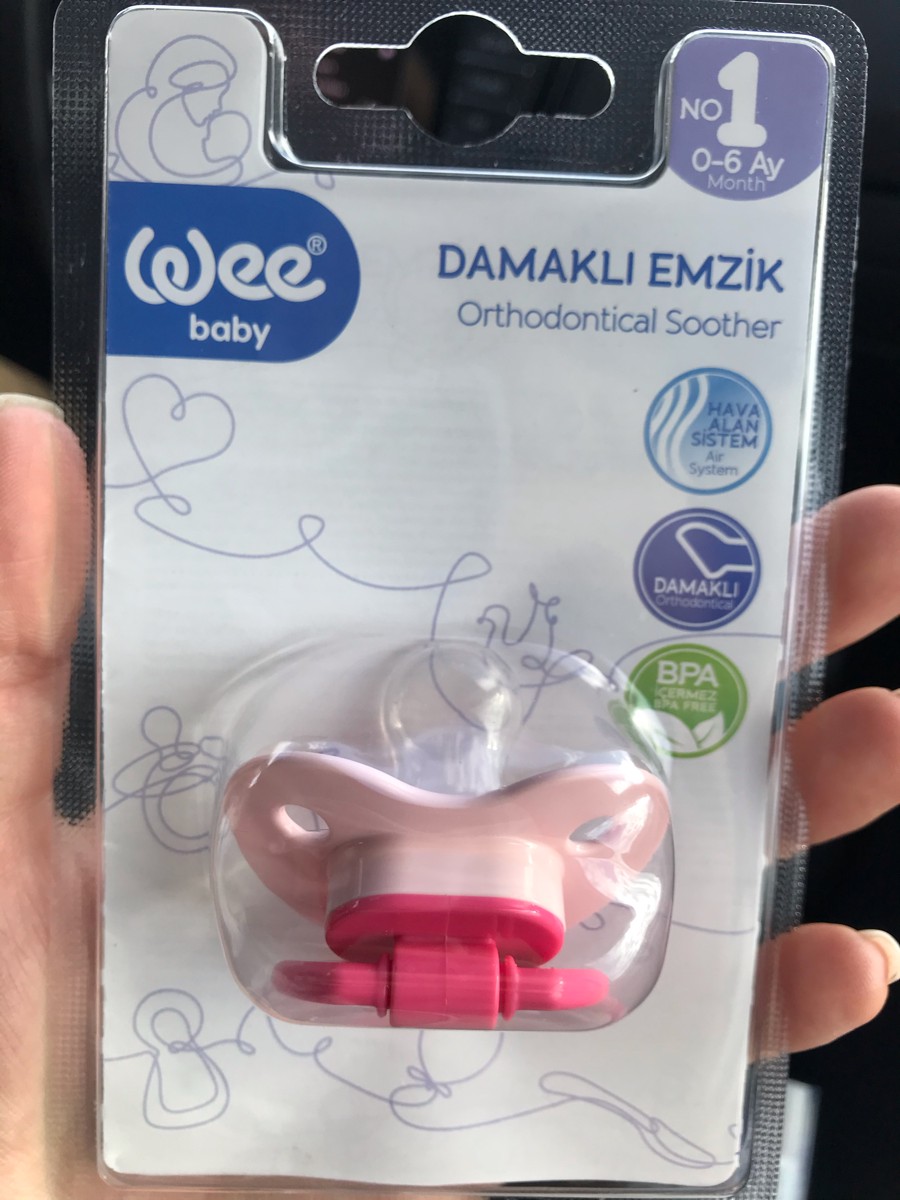 NO 1
0-6 Ay
Month
Wee®
baby
DAMAKLI EMZİK
Orthodontical Soother
HAVA
ALAN
SİSTEM
Air
System
DAMAKLI
Orthodontical
BPA
İÇERMEZ
BPA FREE